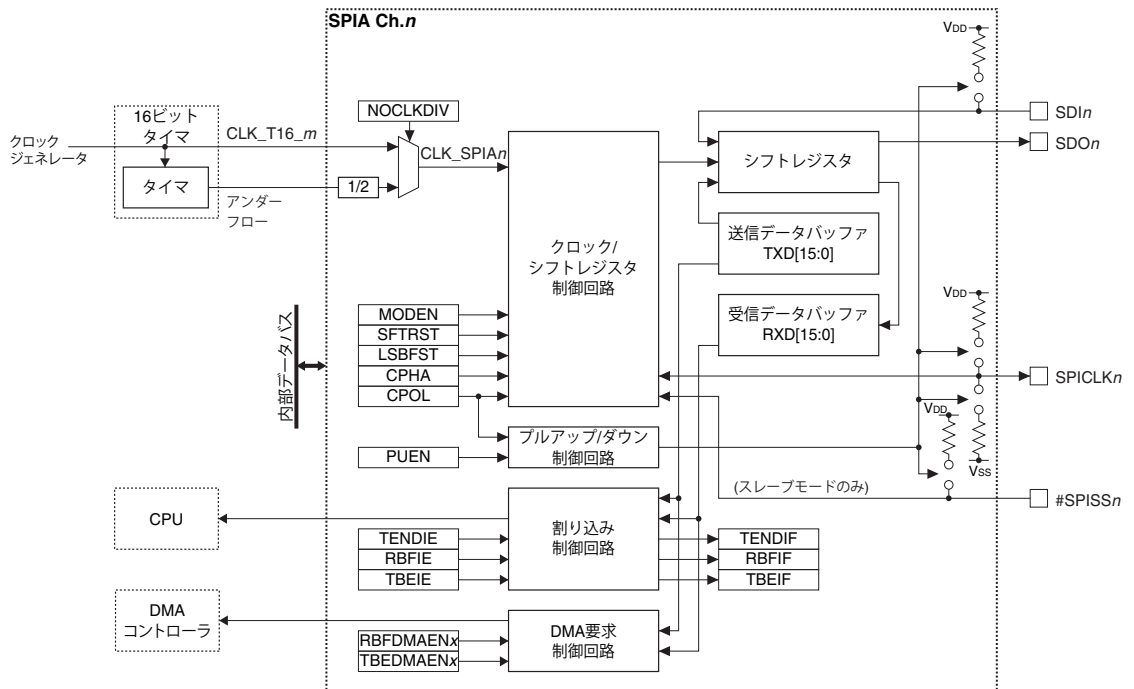 SPIA Ch.n
VDD
16ビット
タイマ
NOCLKDIV
SDIn
クロック
ジェネレータ
CLK_T16_m
CLK_SPIAn
シフトレジスタ
SDOn
タイマ
1/2
アンダー
フロー
クロック/
シフトレジスタ
制御回路
送信データバッファ
TXD[15:0]
VDD
内部データバス
MODEN
SFTRST
LSBFST
CPHA
CPOL
受信データバッファ
RXD[15:0]
SPICLKn
VDD
PUEN
プルアップ/ダウン
制御回路
VSS
(スレーブモードのみ)
#SPISSn
CPU
割り込み
制御回路
TENDIE
RBFIE
TBEIE
TENDIF
RBFIF
TBEIF
DMA
コントローラ
DMA要求
制御回路
RBFDMAENx
TBEDMAENx